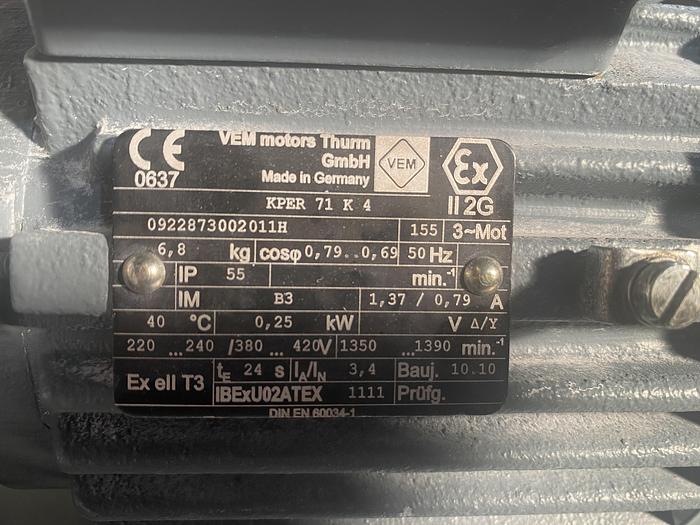 CE 0637
VEM motors Thurm
GmbH
Made in Germany
VEM
Ex
II 2G
KPER 71 K 4
0922873002011H 155 3~Mot
6,8 kg cosφ 0,79..0,69 50 Hz
IP 55 min.-1
IM B3 1,37 / 0,79 A
40 °C 0,25 kW V Δ/Y
220 ...240 /380 ... 420V 1350 ...1390 min.-1
Ex eII T3 tE 24 s IA/IN 3,4 Bauj. 10.10
IBExU02ATEX 1111 Prüfg.
DIN EN 60034-1